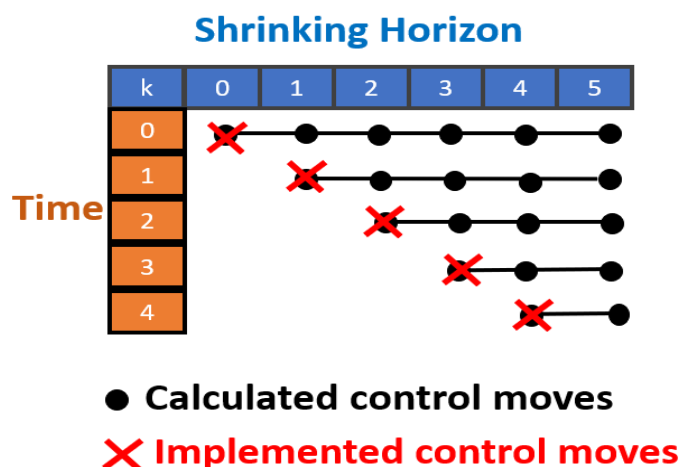 Shrinking Horizon
k 0 1 2 3 4 5
0
1
Time
2
3
4
Calculated control moves
Implemented control moves